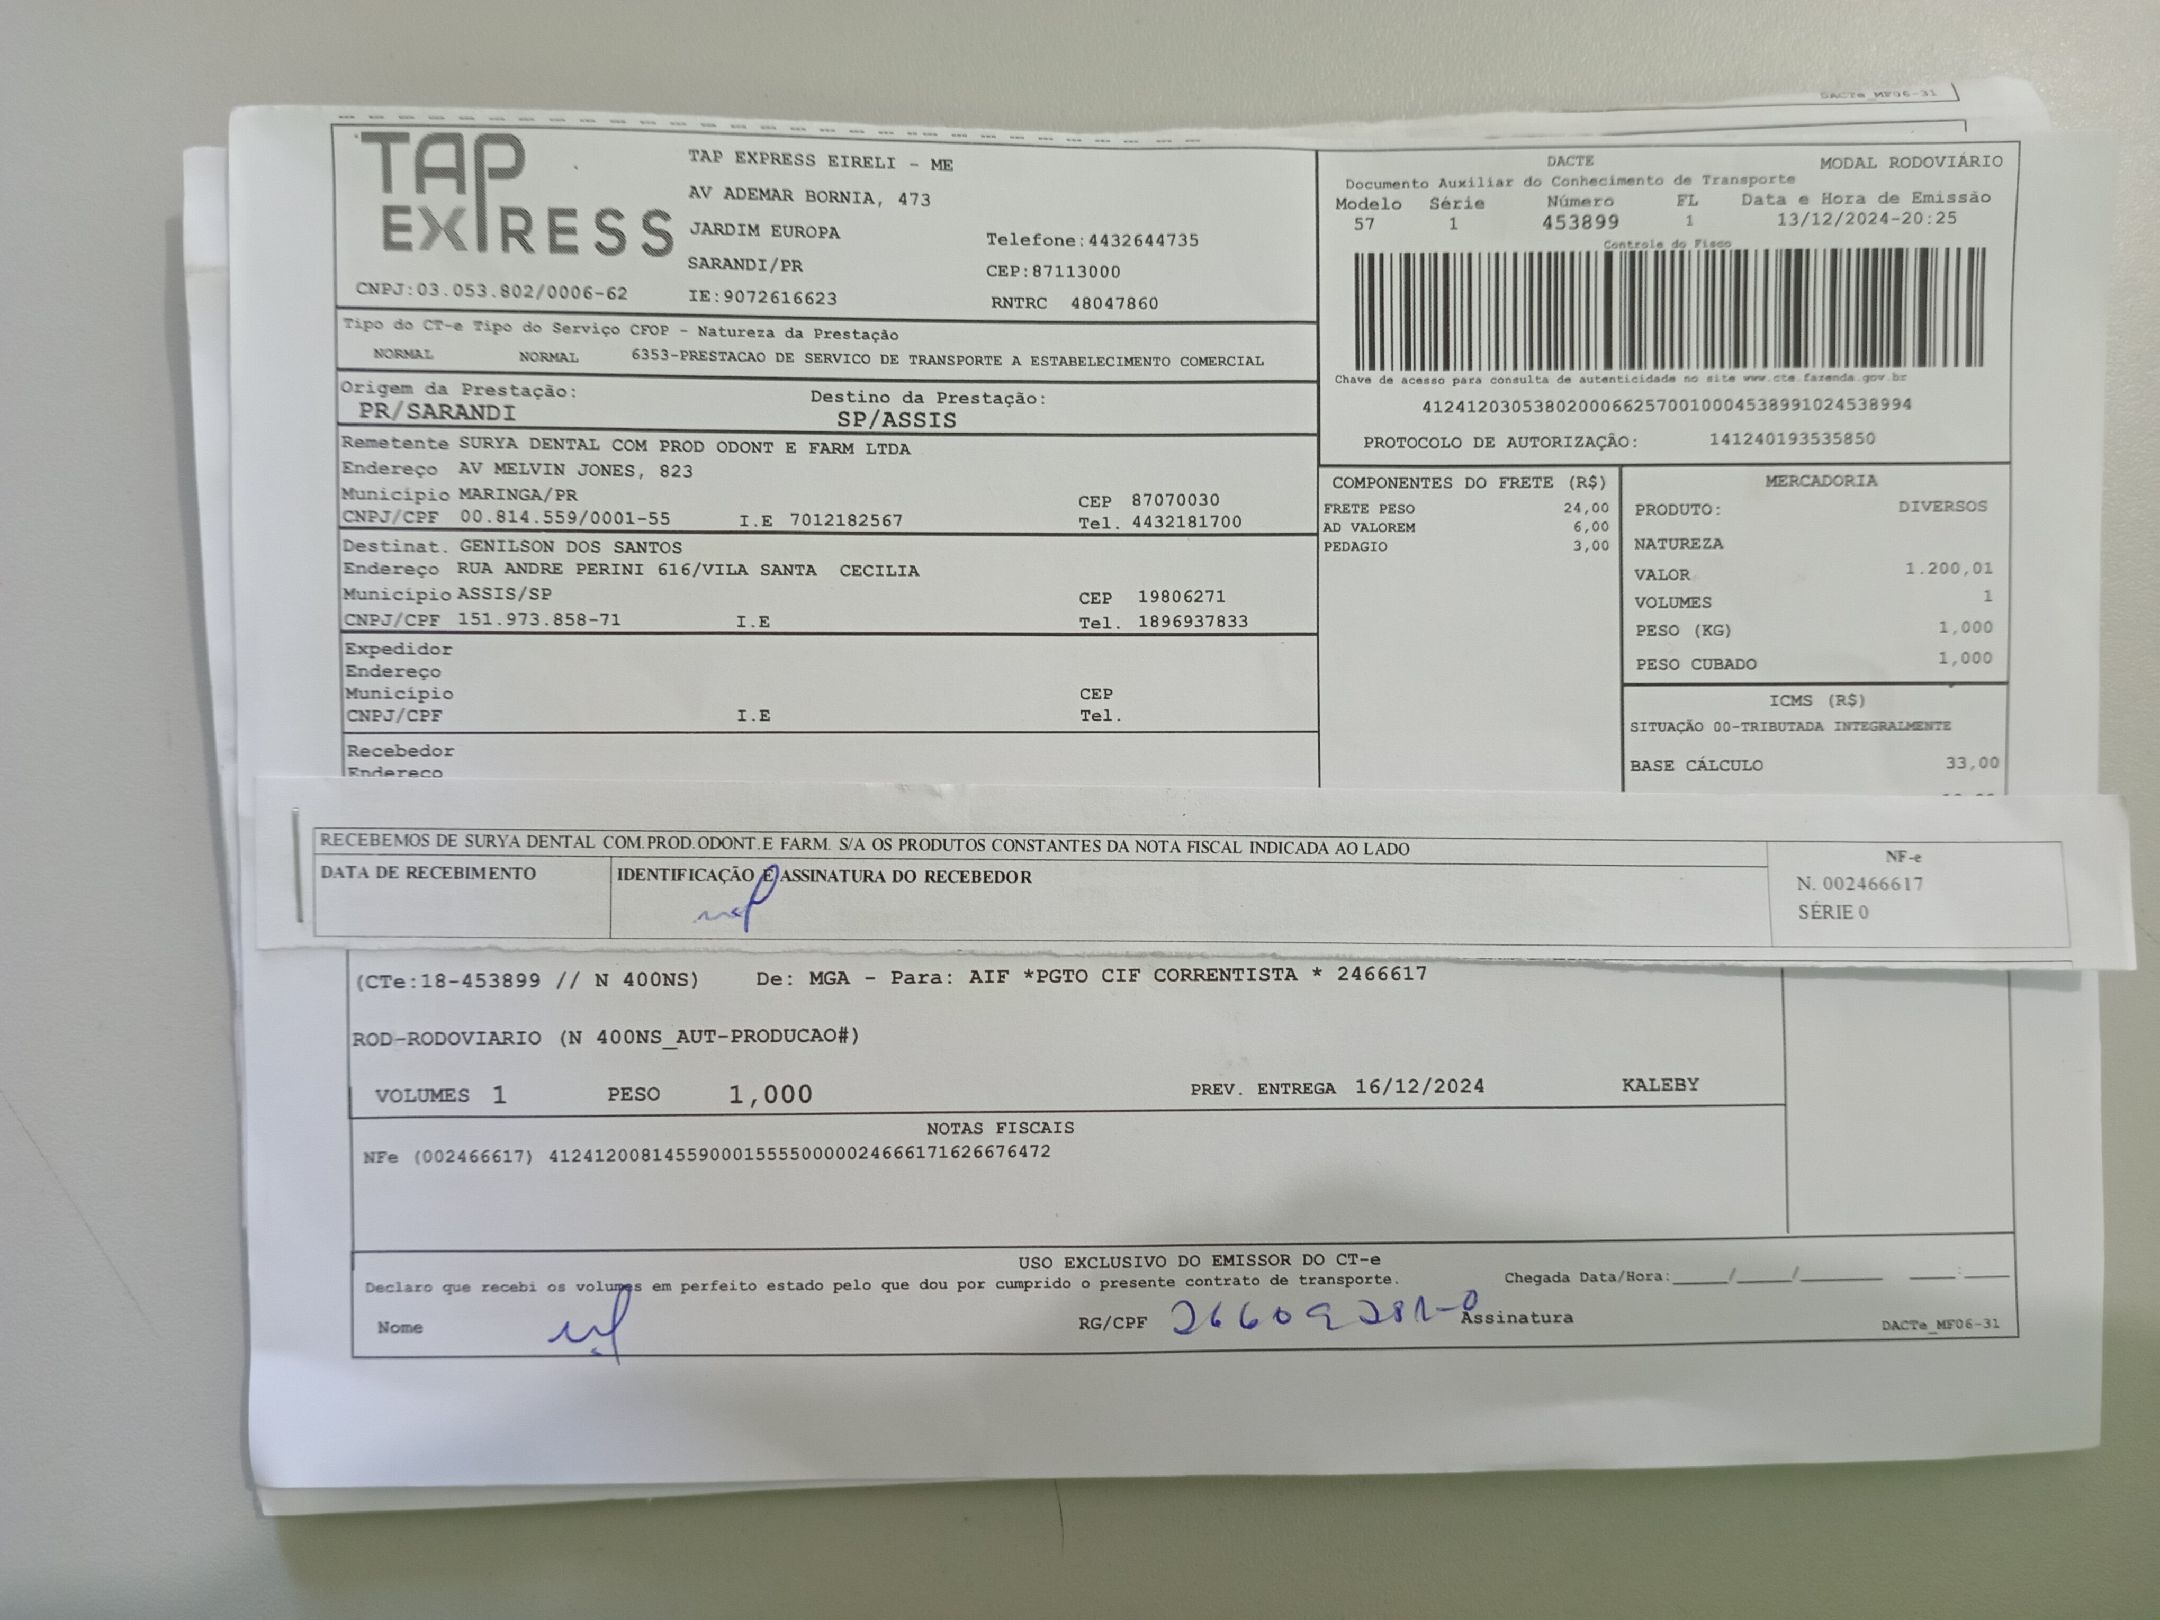 DACTe_MF06-31
TAP
EXPRESS
CNPJ:03.053.802/0006-62
TAP EXPRESS EIRELI - ME
AV ADEMAR BORNIA, 473
JARDIM EUROPA
SARANDI/PR
IE:9072616623
Telefone:4432644735
CEP:87113000
RNTRC 48047860
DACTE MODAL RODOVIÁRIO
Documento Auxiliar do Conhecimento de Transporte
Modelo Série Número FL Data e Hora de Emissão
57 1 453899 1 13/12/2024-20:25
Controle do Fisco
Chave de acesso para consulta de autenticidade no site www.cte.fazenda.gov.br
41241203053802000662570010004538991024538994
PROTOCOLO DE AUTORIZAÇÃO: 141240193535850
Tipo do CT-e Tipo do Serviço CFOP - Natureza da Prestação
NORMAL NORMAL 6353-PRESTACAO DE SERVICO DE TRANSPORTE A ESTABELECIMENTO COMERCIAL
Origem da Prestação: Destino da Prestação:
PR/SARANDI SP/ASSIS
Remetente SURYA DENTAL COM PROD ODONT E FARM LTDA
Endereço AV MELVIN JONES, 823
Município MARINGA/PR CEP 87070030
CNPJ/CPF 00.814.559/0001-55 I.E 7012182567 Tel. 4432181700
Destinat. GENILSON DOS SANTOS
Endereço RUA ANDRE PERINI 616/VILA SANTA CECILIA
Município ASSIS/SP CEP 19806271
CNPJ/CPF 151.973.858-71 I.E Tel. 1896937833
Expedidor
Endereço
Município CEP
CNPJ/CPF I.E Tel.
Recebedor
Endereço
COMPONENTES DO FRETE (R$)
FRETE PESO 24,00
AD VALOREM 6,00
PEDAGIO 3,00
MERCADORIA
PRODUTO: DIVERSOS
NATUREZA
VALOR 1.200,01
VOLUMES 1
PESO (KG) 1,000
PESO CUBADO 1,000
ICMS (R$)
SITUAÇÃO 00-TRIBUTADA INTEGRALMENTE
BASE CÁLCULO 33,00
RECEBEMOS DE SURYA DENTAL COM.PROD.ODONT.E FARM. S/A OS PRODUTOS CONSTANTES DA NOTA FISCAL INDICADA AO LADO
DATA DE RECEBIMENTO IDENTIFICAÇÃO E ASSINATURA DO RECEBEDOR
NF-e
N. 002466617
SÉRIE 0
(CTe:18-453899 // N 400NS) De: MGA - Para: AIF *PGTO CIF CORRENTISTA * 2466617
ROD-RODOVIARIO (N 400NS_AUT-PRODUCAO#)
VOLUMES 1 PESO 1,000 PREV. ENTREGA 16/12/2024 KALEBY
NOTAS FISCAIS
NFe (002466617) 41241200814559000155550000024666171626676472
USO EXCLUSIVO DO EMISSOR DO CT-e
Declaro que recebi os volumes em perfeito estado pelo que dou por cumprido o presente contrato de transporte. Chegada Data/Hora:_____/_____/_______ ____:____
Nome RG/CPF 26609281-0 Assinatura DACTe_MF06-31